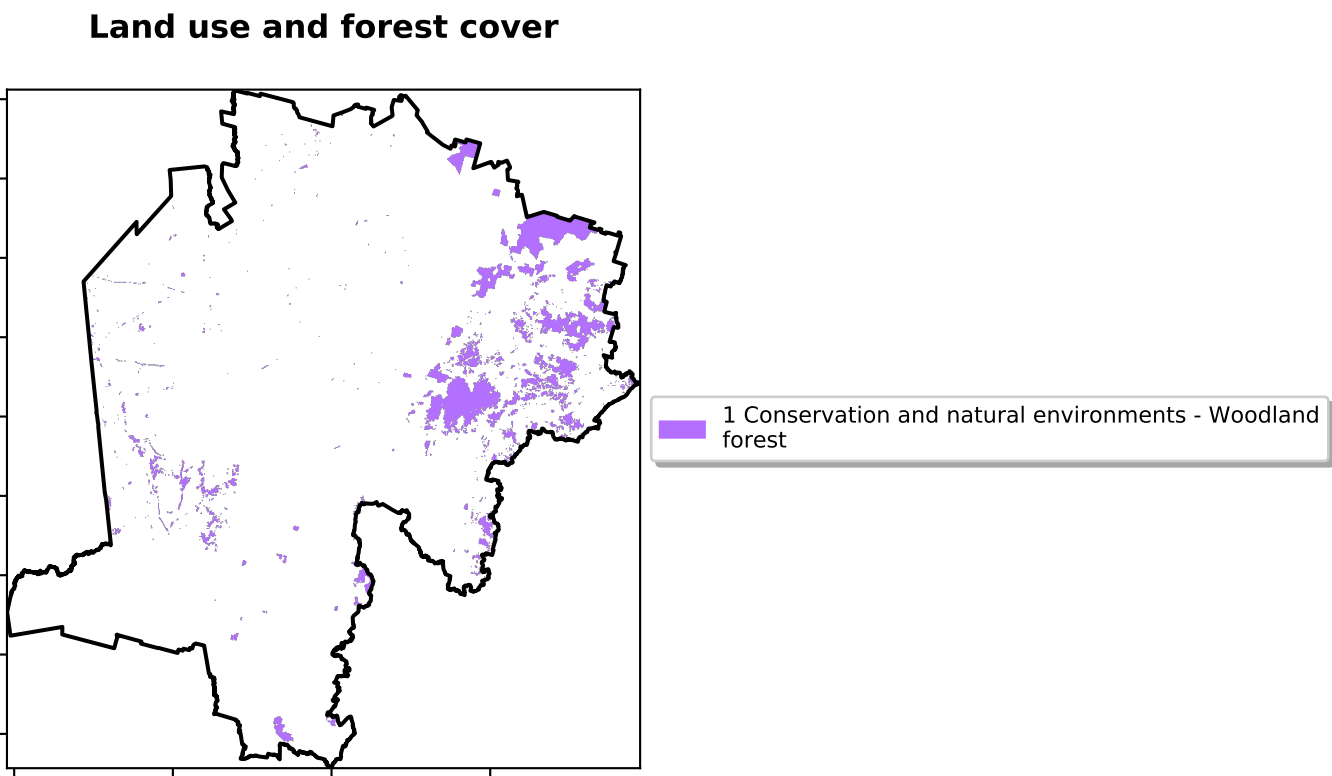 Land use and forest cover
1 Conservation and natural environments - Woodland
forest